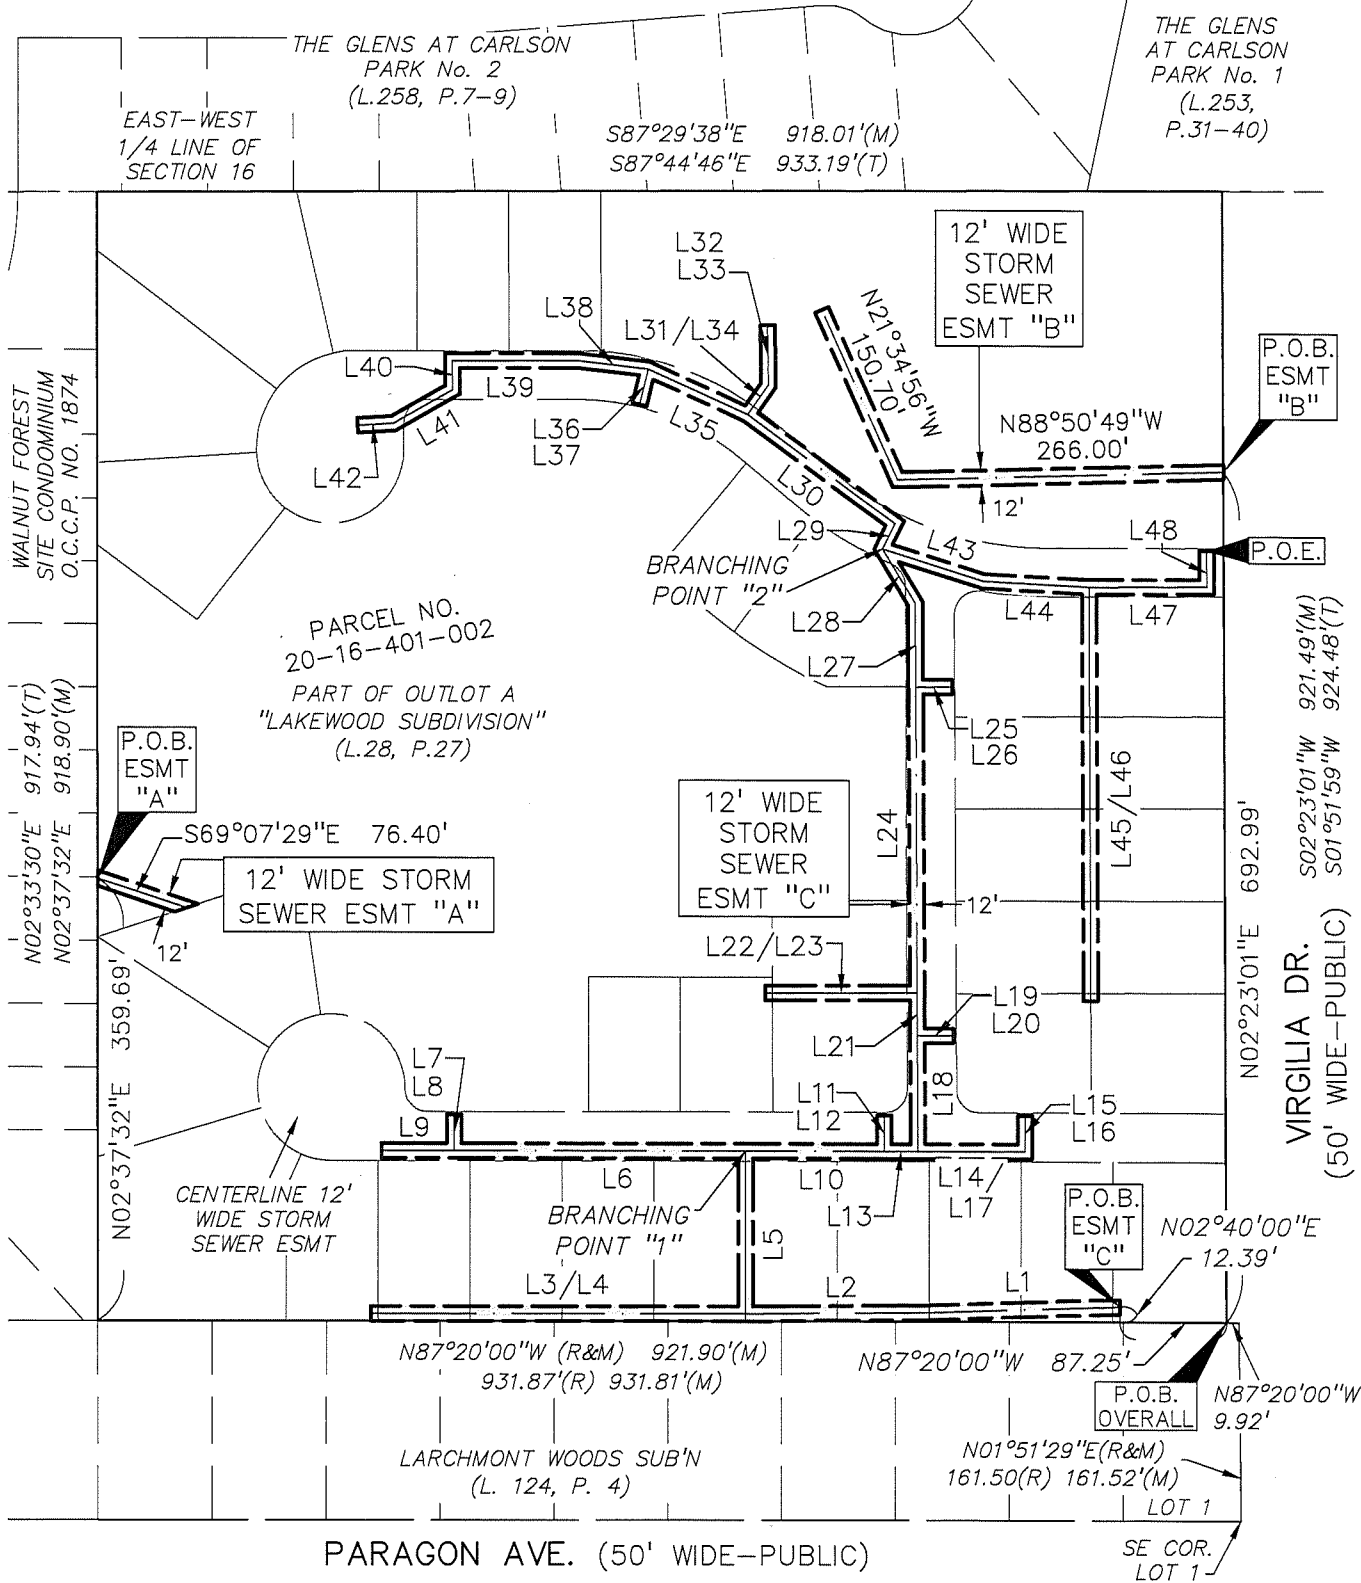 THE GLENS AT CARLSON
PARK No. 2
(L.258, P.7-9)
THE GLENS
AT CARLSON
PARK No. 1
(L.253,
P.31-40)
EAST-WEST
1/4 LINE OF
SECTION 16
S87°29'38"E 918.01'(M)
S87°44'46"E 933.19'(T)
12' WIDE
STORM
SEWER
ESMT "B"
L32
L33
L38
L31/L34
N21°34'56"W
150.70'
P.O.B.
ESMT
"B"
L40
L39
L36
L37
L35
L41
L42
N88°50'49"W
266.00'
12'
L30
L29
L43
L48
P.O.E.
WALNUT FOREST
SITE CONDOMINIUM
O.C.C.P. NO. 1874
BRANCHING
POINT "2"
L28
L44
L47
L27
PARCEL NO.
20-16-401-002
PART OF OUTLOT A
"LAKEWOOD SUBDIVISION"
(L.28, P.27)
L25
L26
S02°23'01"W 921.49'(M)
S01°51'59"W 924.48'(T)
N02°33'30"E 917.94'(T)
N02°37'32"E 918.90'(M)
P.O.B.
ESMT
"A"
S69°07'29"E 76.40'
12' WIDE STORM
SEWER ESMT "A"
12'
12' WIDE
STORM
SEWER
ESMT "C"
L24
L45/L46
12'
N02°23'01"E 692.99'
VIRGILIA DR.
(50' WIDE-PUBLIC)
L22/L23
L19
L20
L21
L18
N02°37'32"E 359.69'
L7
L8
L9
L11
L12
L15
L16
L6
L10
L14/
L17
L13
CENTERLINE 12'
WIDE STORM
SEWER ESMT
BRANCHING
POINT "1"
L5
P.O.B.
ESMT
"C"
N02°40'00"E
12.39'
L3/L4
L2
L1
N87°20'00"W (R&M) 921.90'(M)
931.87'(R) 931.81'(M)
N87°20'00"W 87.25'
P.O.B.
OVERALL
N87°20'00"W
9.92'
N01°51'29"E(R&M)
161.50(R) 161.52'(M)
LARCHMONT WOODS SUB'N
(L. 124, P. 4)
LOT 1
PARAGON AVE. (50' WIDE-PUBLIC)
SE COR.
LOT 1